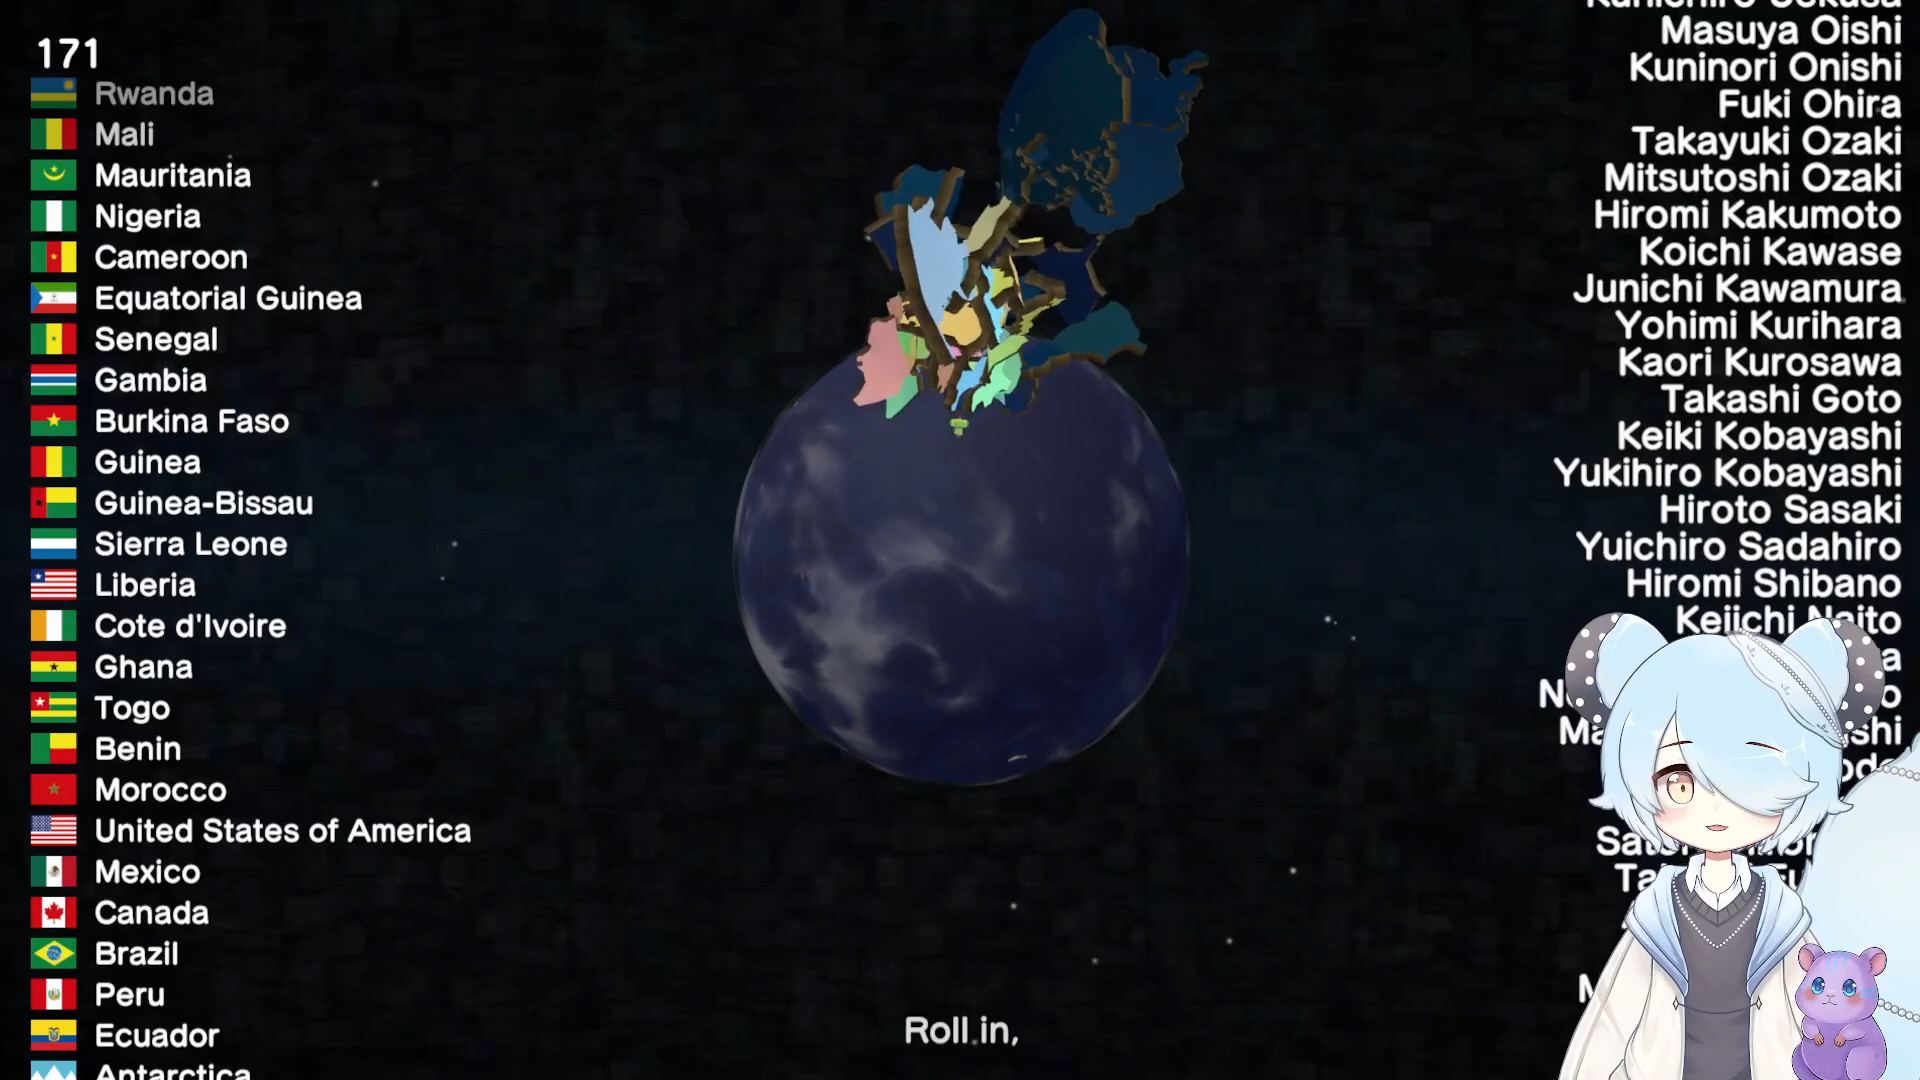 171
Rwanda
Mali
Mauritania
Nigeria
Cameroon
Equatorial Guinea
Senegal
Gambia
Burkina Faso
Guinea
Guinea-Bissau
Sierra Leone
Liberia
Cote d'Ivoire
Ghana
Togo
Benin
Morocco
United States of America
Mexico
Canada
Brazil
Peru
Ecuador
Antarctica
Roll in,
Masuya Oishi
Kuninori Onishi
Fuki Ohira
Takayuki Ozaki
Mitsutoshi Ozaki
Hiromi Kakumoto
Koichi Kawase
Junichi Kawamura
Yohimi Kurihara
Kaori Kurosawa
Takashi Goto
Keiki Kobayashi
Yukihiro Kobayashi
Hiroto Sasaki
Yuichiro Sadahiro
Hiromi Shibano
Keiichi Naito